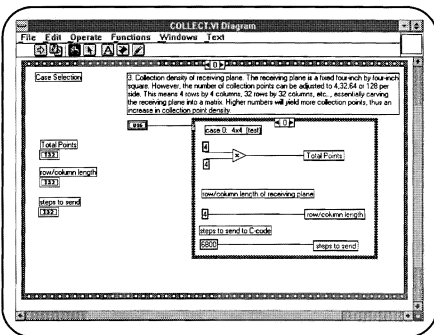 COLLECT.VI Diagram
File Edit Operate Functions Windows Text
0
Case Selection
3. Collection density of receiving plane. The receiving plane is a fixed four-inch by four-inch
square. However, the number of collection points can be adjusted to 4,32,64 or 128 per
side. This means 4 rows by 4 columns, 32 rows by 32 columns, etc., essentially carving
the receiving plane into a matrix. Higher numbers will yield more collection points, thus an
increase in collection point density.
0
case 0: 4x4 (test)
Total Points
I32
4
4
x
Total Points
row/column length
I32
row/column length of receiving plane
4
row/column length
steps to send
I32
steps to send to C-code
6800
steps to send